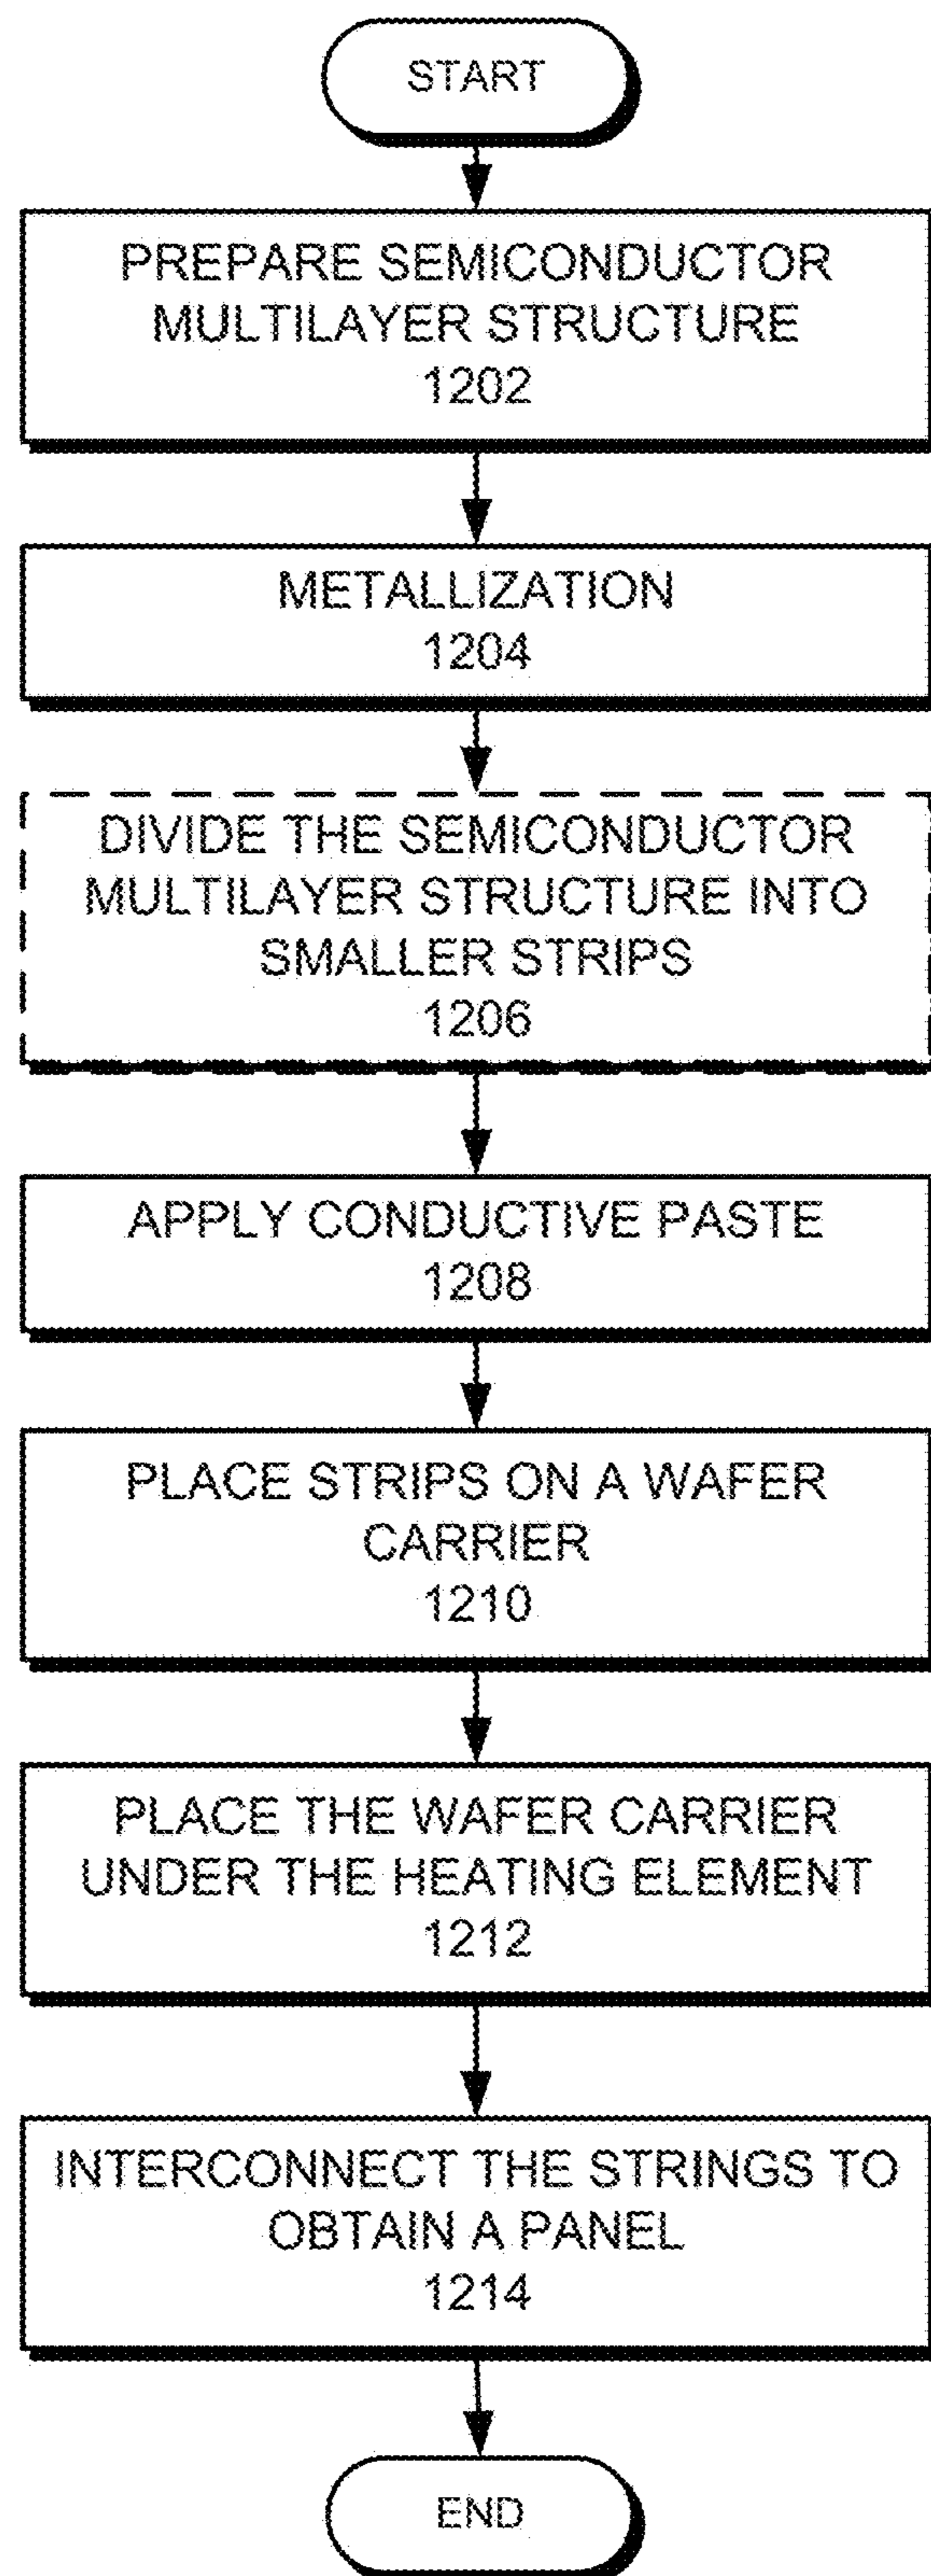 START
PREPARE SEMICONDUCTOR
MULTILAYER STRUCTURE
1202
METALLIZATION
1204
DIVIDE THE SEMICONDUCTOR
MULTILAYER STRUCTURE INTO
SMALLER STRIPS
1206
APPLY CONDUCTIVE PASTE
1208
PLACE STRIPS ON A WAFER
CARRIER
1210
PLACE THE WAFER CARRIER
UNDER THE HEATING ELEMENT
1212
INTERCONNECT THE STRINGS TO
OBTAIN A PANEL
1214
END